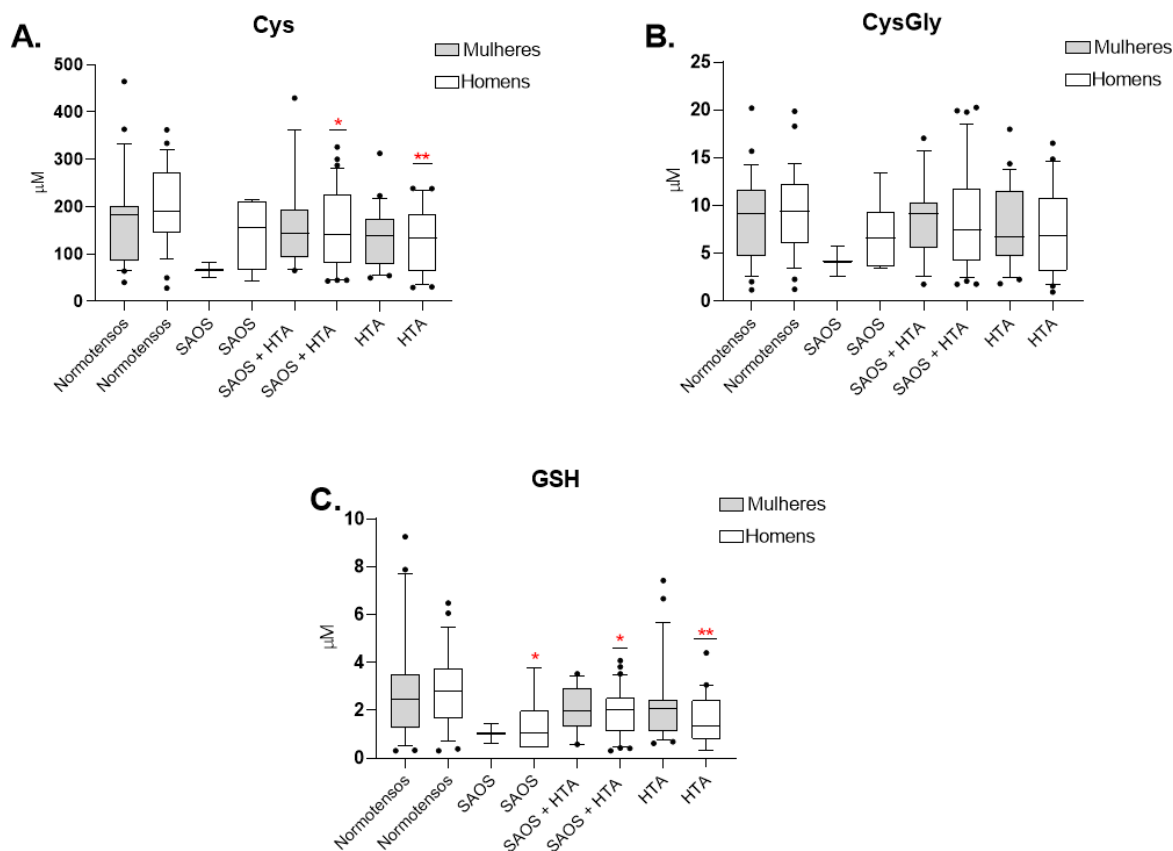 A.
Cys
Mulheres
Homens
500
400
300
200
100
0
μM
*
**
Normotensos
Normotensos
SAOS
SAOS
SAOS + HTA
SAOS + HTA
HTA
HTA
B.
CysGly
Mulheres
Homens
25
20
15
10
5
0
μM
Normotensos
Normotensos
SAOS
SAOS
SAOS + HTA
SAOS + HTA
HTA
HTA
C.
GSH
Mulheres
Homens
10
8
6
4
2
0
μM
*
*
**
Normotensos
Normotensos
SAOS
SAOS
SAOS + HTA
SAOS + HTA
HTA
HTA